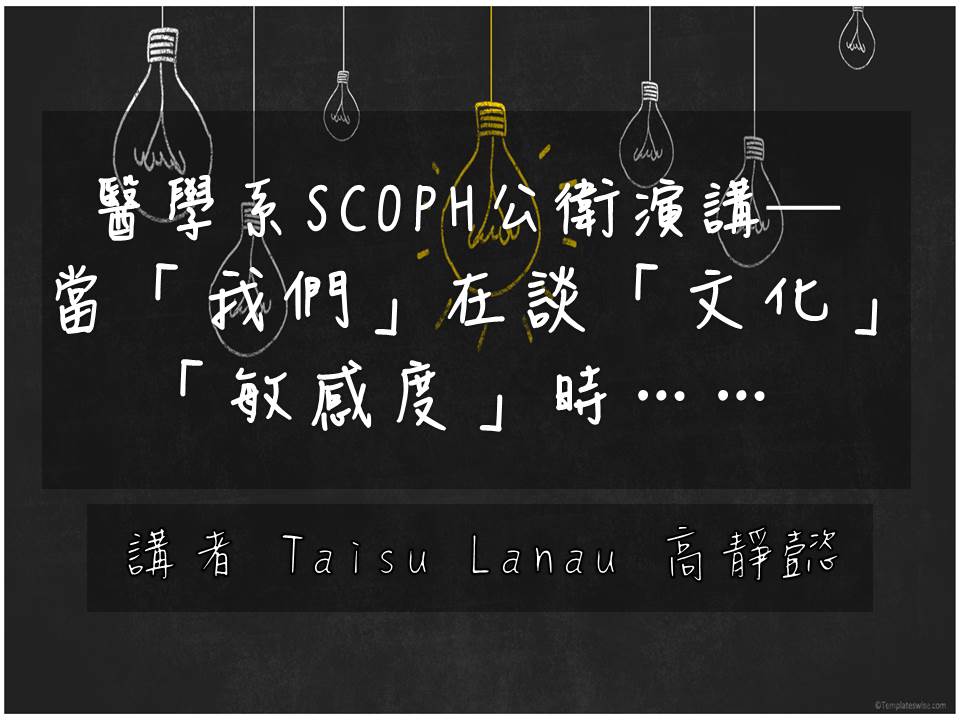 醫學系SCOPH公衛演講—
當「我們」在談「文化」
「敏感度」時……
講者 Taisu Lanau 高靜懿
©Templateswise.com